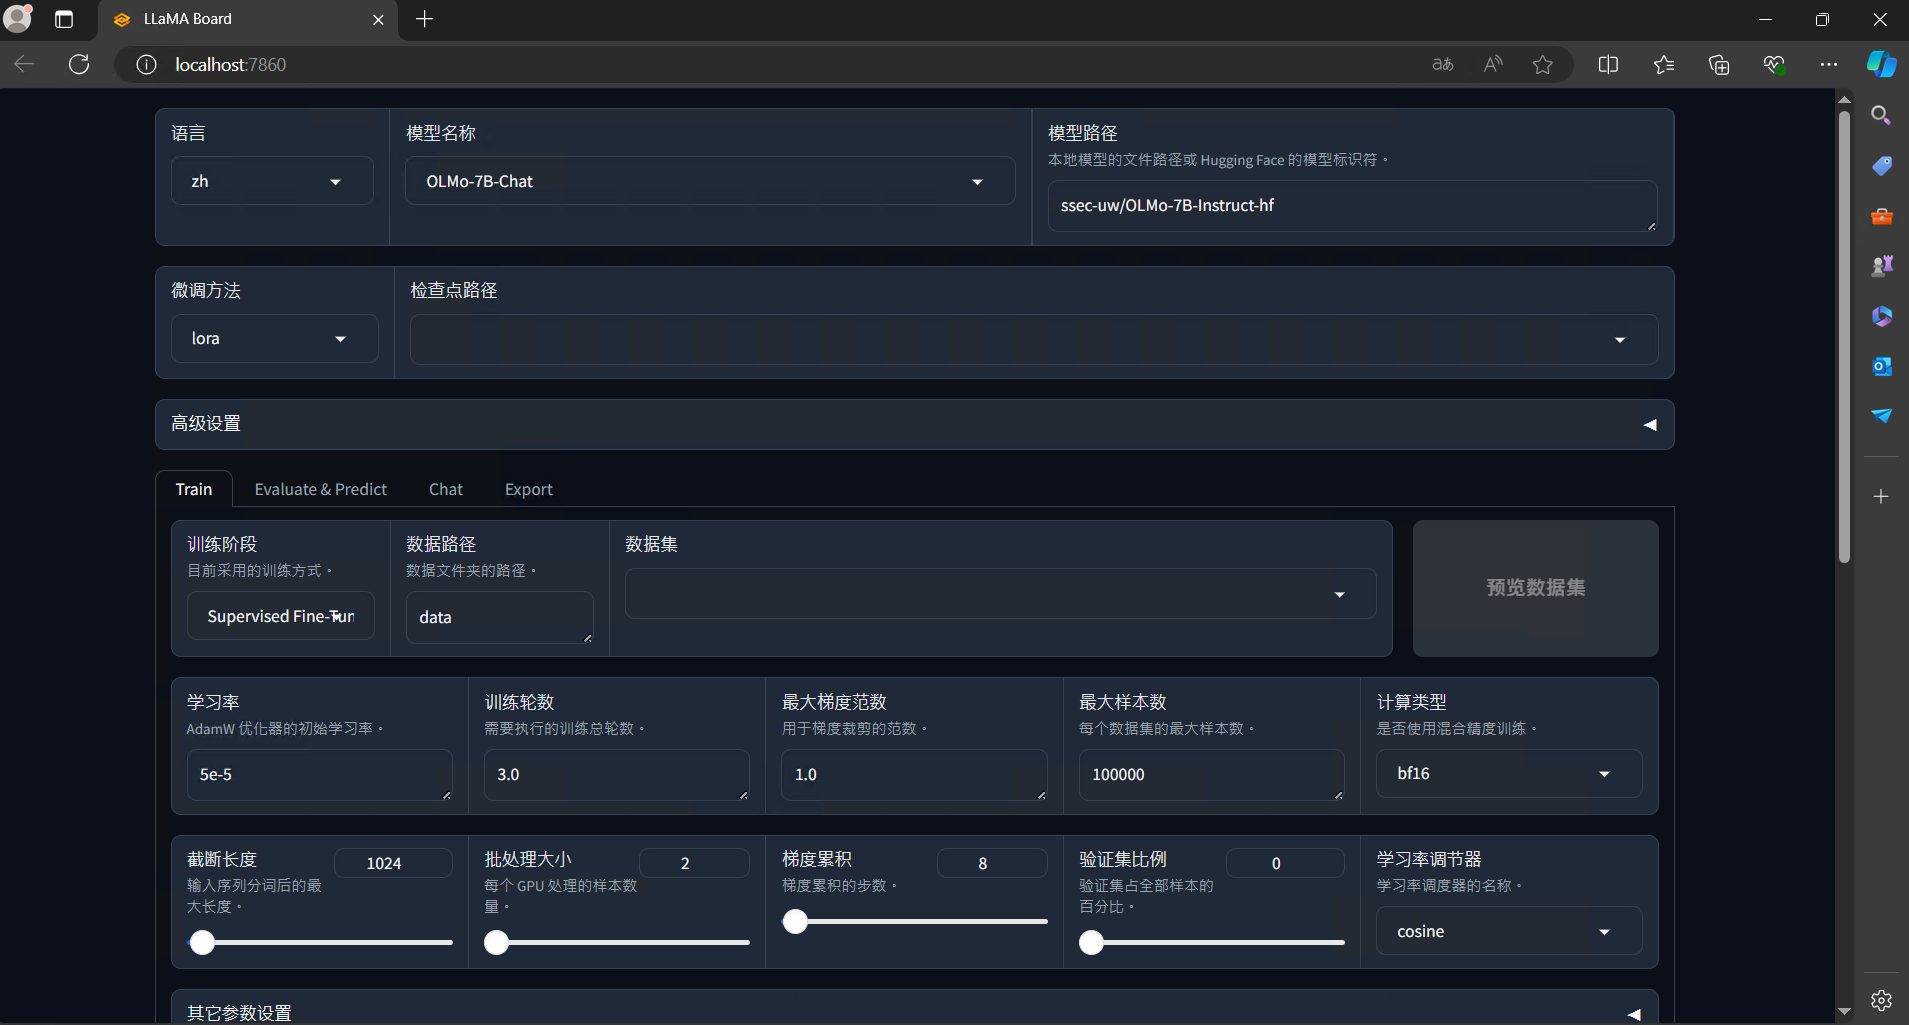 LLaMA Board
localhost:7860
语言
zh
模型名称
OLMo-7B-Chat
模型路径
本地模型的文件路径或 Hugging Face 的模型标识符。
ssec-uw/OLMo-7B-Instruct-hf
微调方法
lora
检查点路径
高级设置
Train
Evaluate & Predict
Chat
Export
训练阶段
目前采用的训练方式。
Supervised Fine-Tun
数据路径
数据文件夹的路径。
data
数据集
预览数据集
学习率
AdamW 优化器的初始学习率。
5e-5
训练轮数
需要执行的训练总轮数。
3.0
最大梯度范数
用于梯度裁剪的范数。
1.0
最大样本数
每个数据集的最大样本数。
100000
计算类型
是否使用混合精度训练。
bf16
截断长度
1024
输入序列分词后的最
大长度。
批处理大小
2
每个 GPU 处理的样本数
量。
梯度累积
8
梯度累积的步数。
验证集比例
0
验证集占全部样本的
百分比。
学习率调节器
学习率调度器的名称。
cosine
其它参数设置